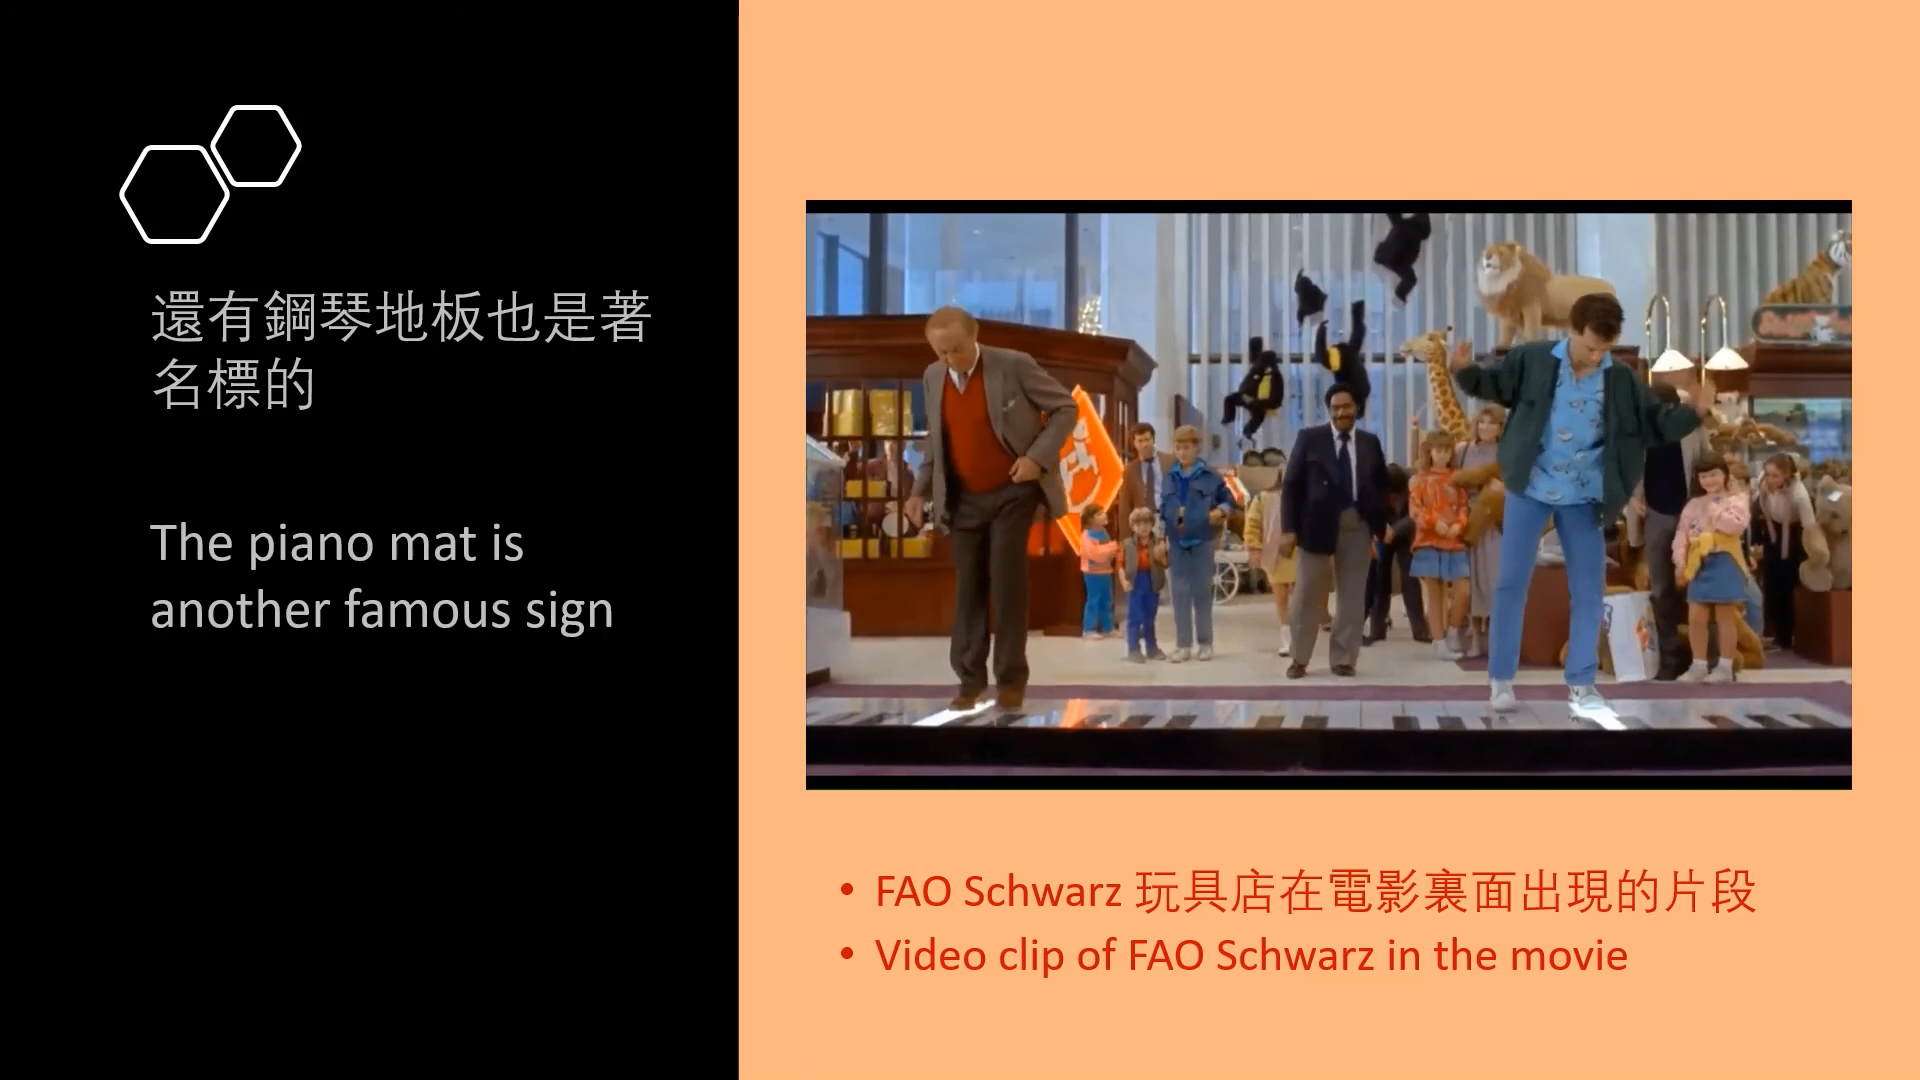 還有鋼琴地板也是著
名標的
The piano mat is
another famous sign
• FAO Schwarz 玩具店在電影裏面出現的片段
• Video clip of FAO Schwarz in the movie